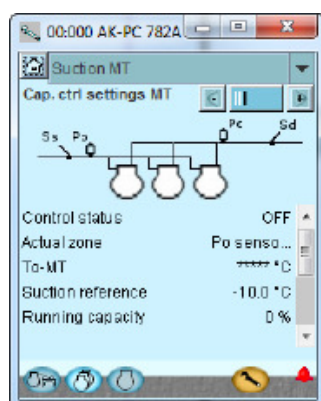 00:000 AK-PC 782A
Suction MT
Cap. ctrl settings MT
Pc Sd
Ss Po
Control status OFF
Actual zone Po senso...
To-MT ***** °C
Suction reference -10.0 °C
Running capacity 0 %